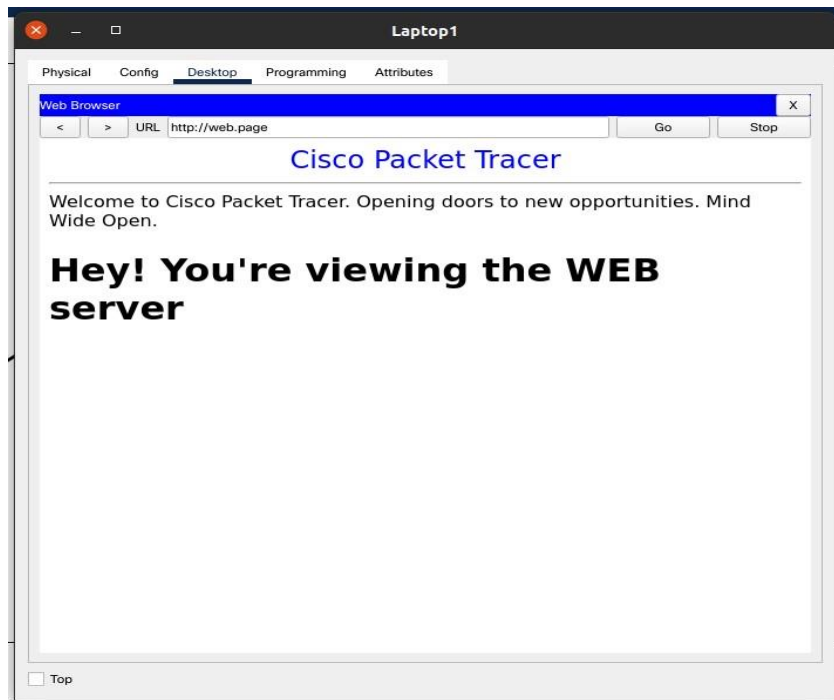 Laptop1
Physical Config Desktop Programming Attributes
Web Browser X
< > URL http://web.page Go Stop
Cisco Packet Tracer
Welcome to Cisco Packet Tracer. Opening doors to new opportunities. Mind
Wide Open.
Hey! You're viewing the WEB
server
Top